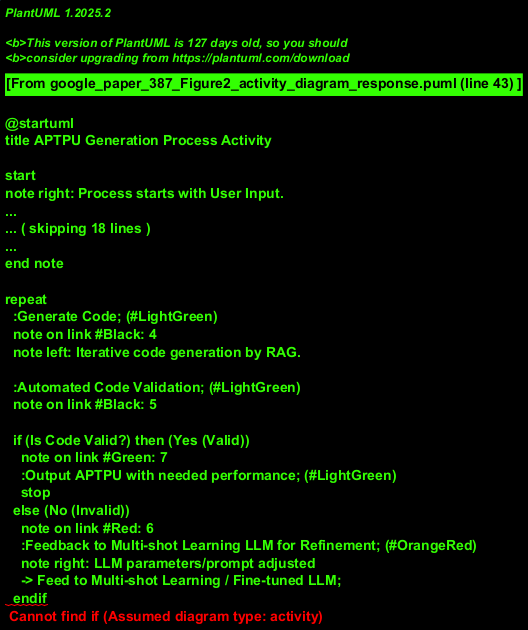 PlantUML 1.2025.2
<b>This version of PlantUML is 127 days old, so you should
<b>consider upgrading from https://plantuml.com/download
[From google_paper_387_Figure2_activity_diagram_response.puml (line 43) ]
@startuml
title APTPU Generation Process Activity
start
note right: Process starts with User Input.
...
... ( skipping 18 lines )
...
end note
repeat
:Generate Code; (#LightGreen)
note on link #Black: 4
note left: Iterative code generation by RAG.
:Automated Code Validation; (#LightGreen)
note on link #Black: 5
if (Is Code Valid?) then (Yes (Valid))
note on link #Green: 7
:Output APTPU with needed performance; (#LightGreen)
stop
else (No (Invalid))
note on link #Red: 6
:Feedback to Multi-shot Learning LLM for Refinement; (#OrangeRed)
note right: LLM parameters/prompt adjusted
-> Feed to Multi-shot Learning / Fine-tuned LLM;
endif
Cannot find if (Assumed diagram type: activity)